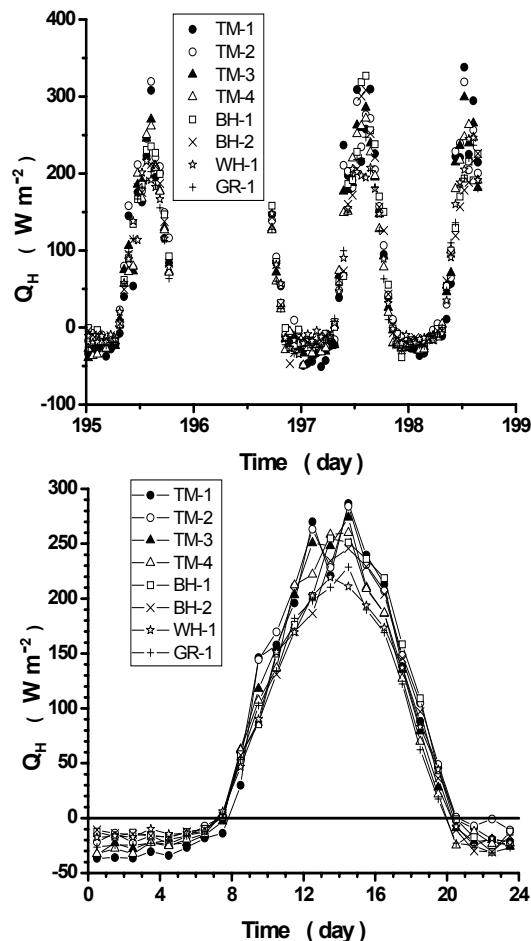 400
300
200
100
0
-100
Q_H ( W m⁻²)
TM-1
TM-2
TM-3
TM-4
BH-1
BH-2
WH-1
GR-1
195 196 197 198 199
Time ( day )
300
250
200
150
100
50
0
-50
Q_H ( W m⁻²)
TM-1
TM-2
TM-3
TM-4
BH-1
BH-2
WH-1
GR-1
0 4 8 12 16 20 24
Time ( day )